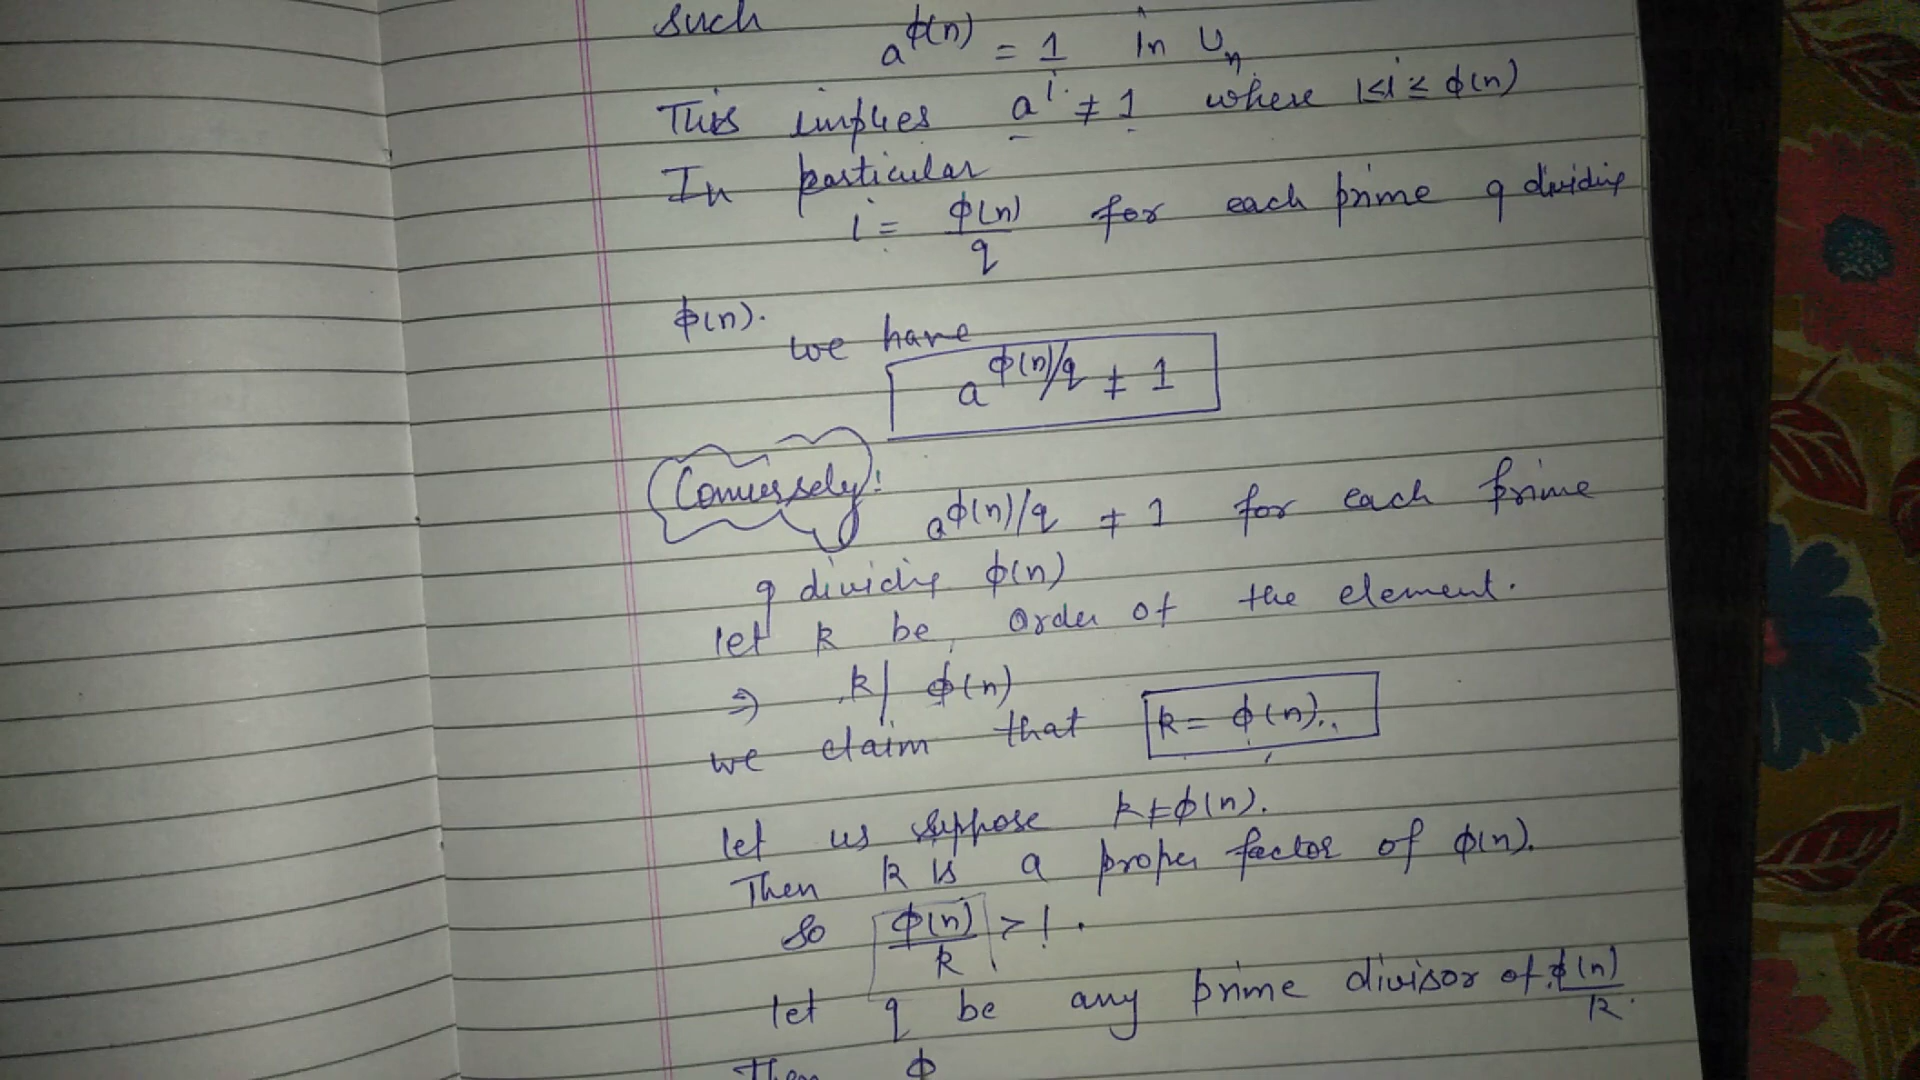 such
a^ϕ(n) = 1 in Uₙ
This implies a^i ≠ 1 where 1<i< ϕ(n)
In particular
i = ϕ(n)/q for each prime q dividing
ϕ(n).
we have
a^ϕ(n)/q ≠ 1
Conversely!
a^ϕ(n)/q ≠ 1 for each prime
q dividing ϕ(n)
let k be, order of the element.
⇒ k | ϕ(n)
we claim that k = ϕ(n).
let us suppose k≠ϕ(n).
Then k is a proper factor of ϕ(n).
So ϕ(n)/k > 1.
let q be any prime divisor of ϕ(n)/k.
Then ϕ